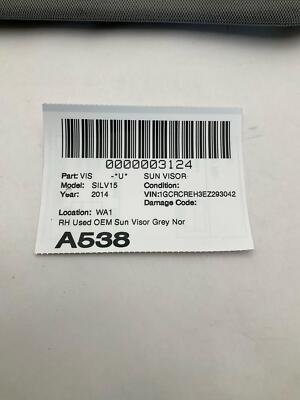 0000003124
Part: VIS -*U* SUN VISOR
Model: SILV15 Condition:
Year: 2014 VIN:1GCRCREH3EZ293042
Damage Code:
Location: WA1
RH Used OEM Sun Visor Grey Nor
A538